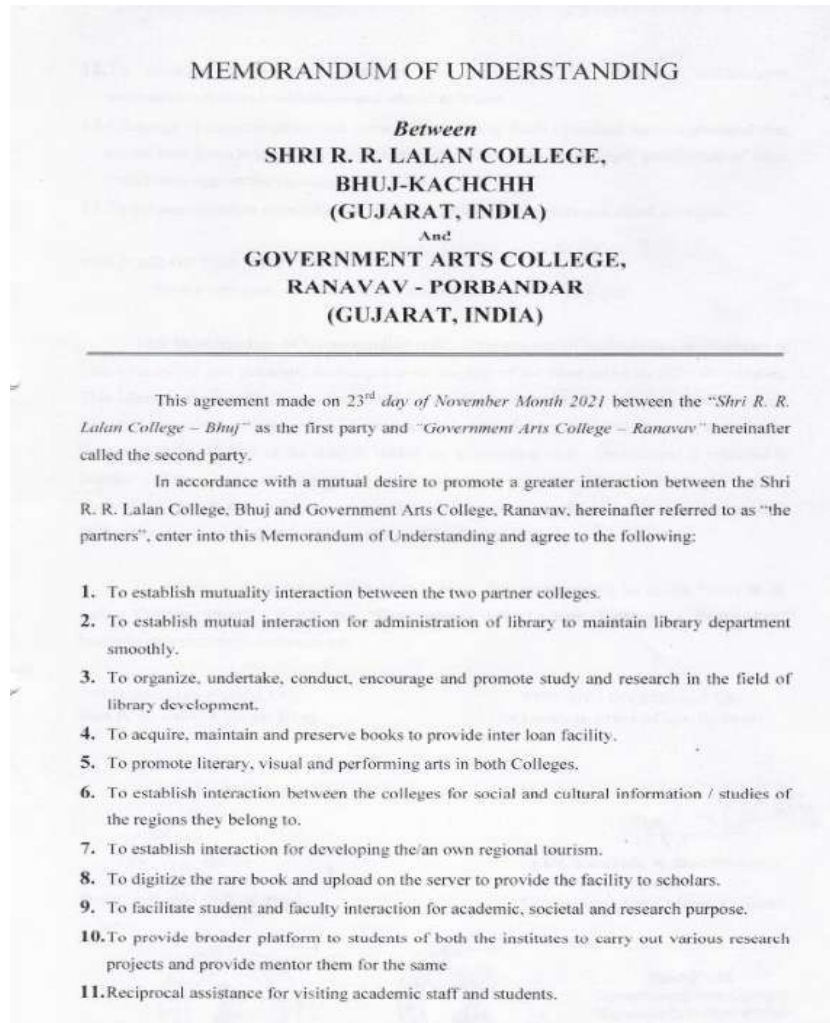 MEMORANDUM OF UNDERSTANDING
Between
SHRI R. R. LALAN COLLEGE,
BHUJ-KACHCHH
(GUJARAT, INDIA)
And
GOVERNMENT ARTS COLLEGE,
RANAVAV - PORBANDAR
(GUJARAT, INDIA)
This agreement made on 23rd day of November Month 2021 between the "Shri R. R.
Lalan College – Bhuj" as the first party and "Government Arts College – Ranavav" hereinafter
called the second party.
In accordance with a mutual desire to promote a greater interaction between the Shri
R. R. Lalan College, Bhuj and Government Arts College, Ranavav, hereinafter referred to as "the
partners", enter into this Memorandum of Understanding and agree to the following:
1. To establish mutuality interaction between the two partner colleges.
2. To establish mutual interaction for administration of library to maintain library department
smoothly.
3. To organize, undertake, conduct, encourage and promote study and research in the field of
library development.
4. To acquire, maintain and preserve books to provide inter loan facility.
5. To promote literary, visual and performing arts in both Colleges.
6. To establish interaction between the colleges for social and cultural information / studies of
the regions they belong to.
7. To establish interaction for developing the/an own regional tourism.
8. To digitize the rare book and upload on the server to provide the facility to scholars.
9. To facilitate student and faculty interaction for academic, societal and research purpose.
10.To provide broader platform to students of both the institutes to carry out various research
projects and provide mentor them for the same
11.Reciprocal assistance for visiting academic staff and students.